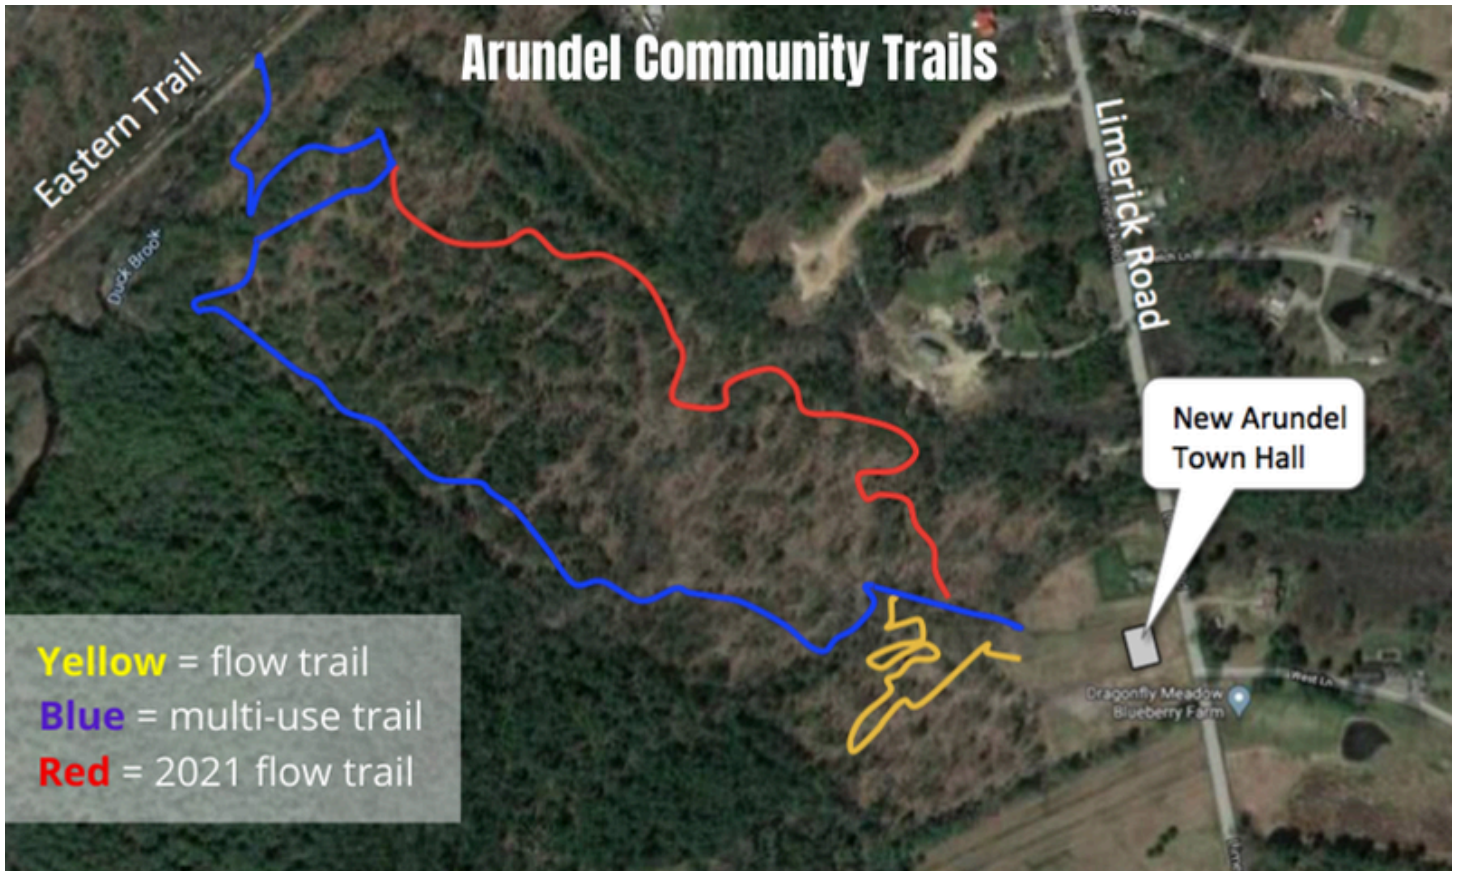 Arundel Community Trails
Eastern Trail
Limerick Road
Duck Brook
New Arundel
Town Hall
Dragonfly Meadow
Blueberry Farm
Yellow = flow trail
Blue = multi-use trail
Red = 2021 flow trail